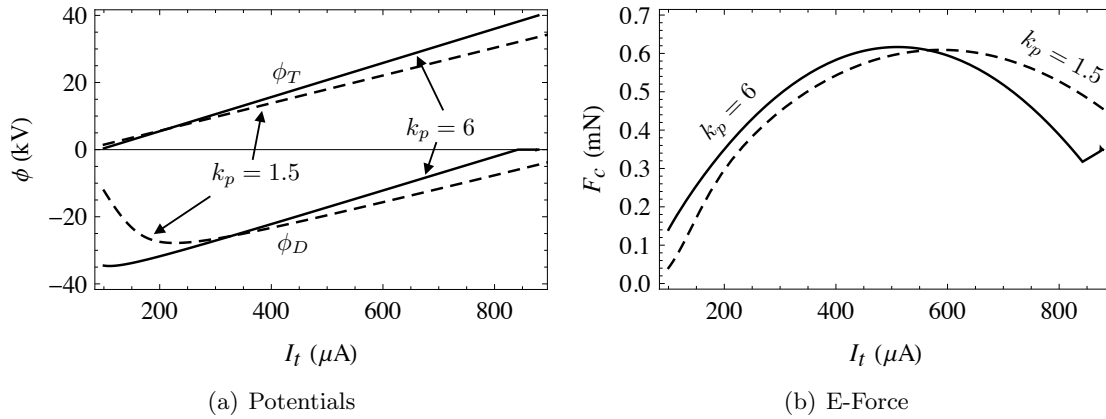 40
20
0
−20
−40
ϕ (kV)
ϕ_T
k_p = 6
k_p = 1.5
ϕ_D
200 400 600 800
I_t (μA)
(a) Potentials
0.7
0.6
0.5
0.4
0.3
0.2
0.1
0.0
F_c (mN)
k_p = 6
k_p = 1.5
200 400 600 800
I_t (μA)
(b) E-Force